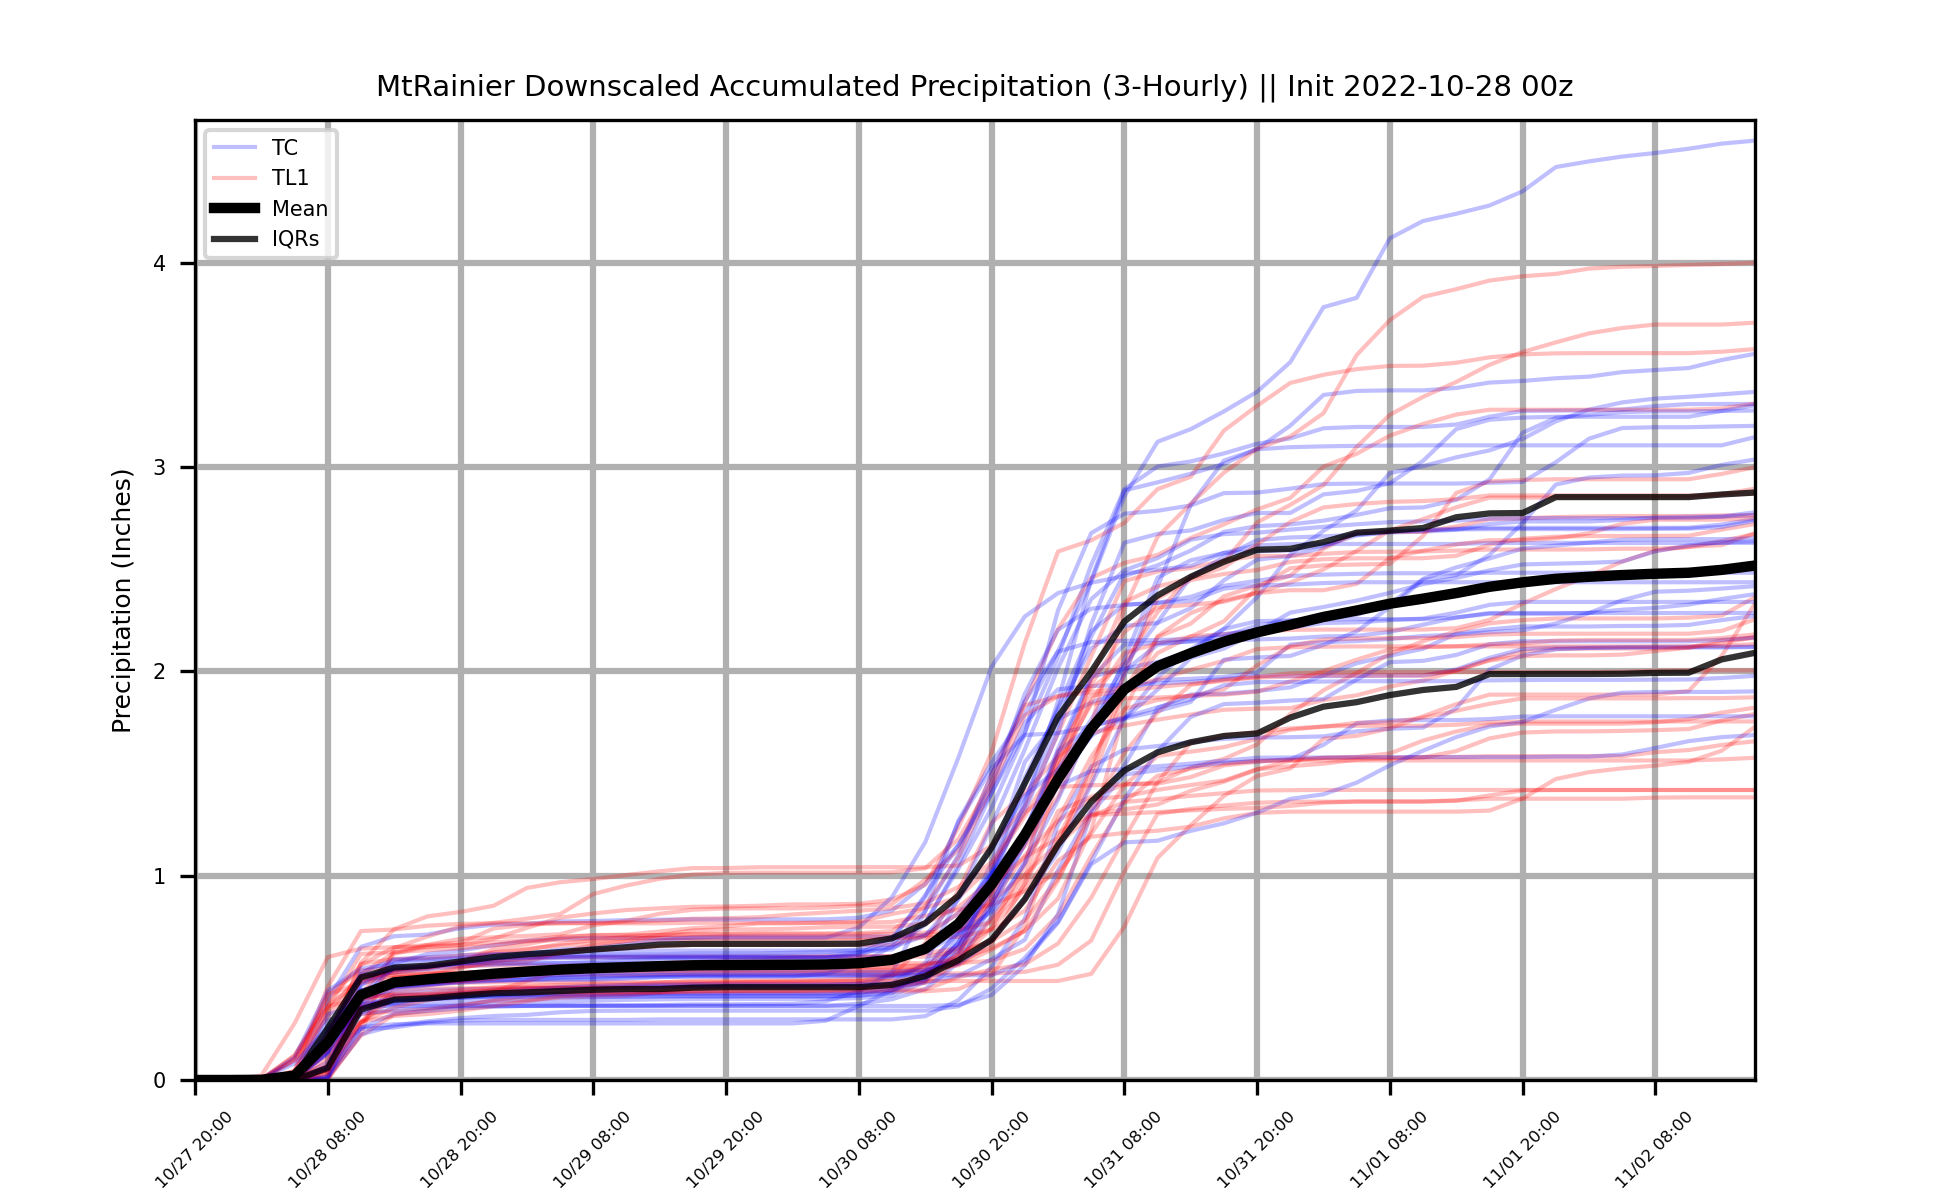 MtRainier Downscaled Accumulated Precipitation (3-Hourly) || Init 2022-10-28 00z
TC
TL1
Mean
IQRs
Precipitation (Inches)
4
3
2
1
0
10/27 20:00
10/28 08:00
10/28 20:00
10/29 08:00
10/29 20:00
10/30 08:00
10/30 20:00
10/31 08:00
10/31 20:00
11/01 08:00
11/01 20:00
11/02 08:00